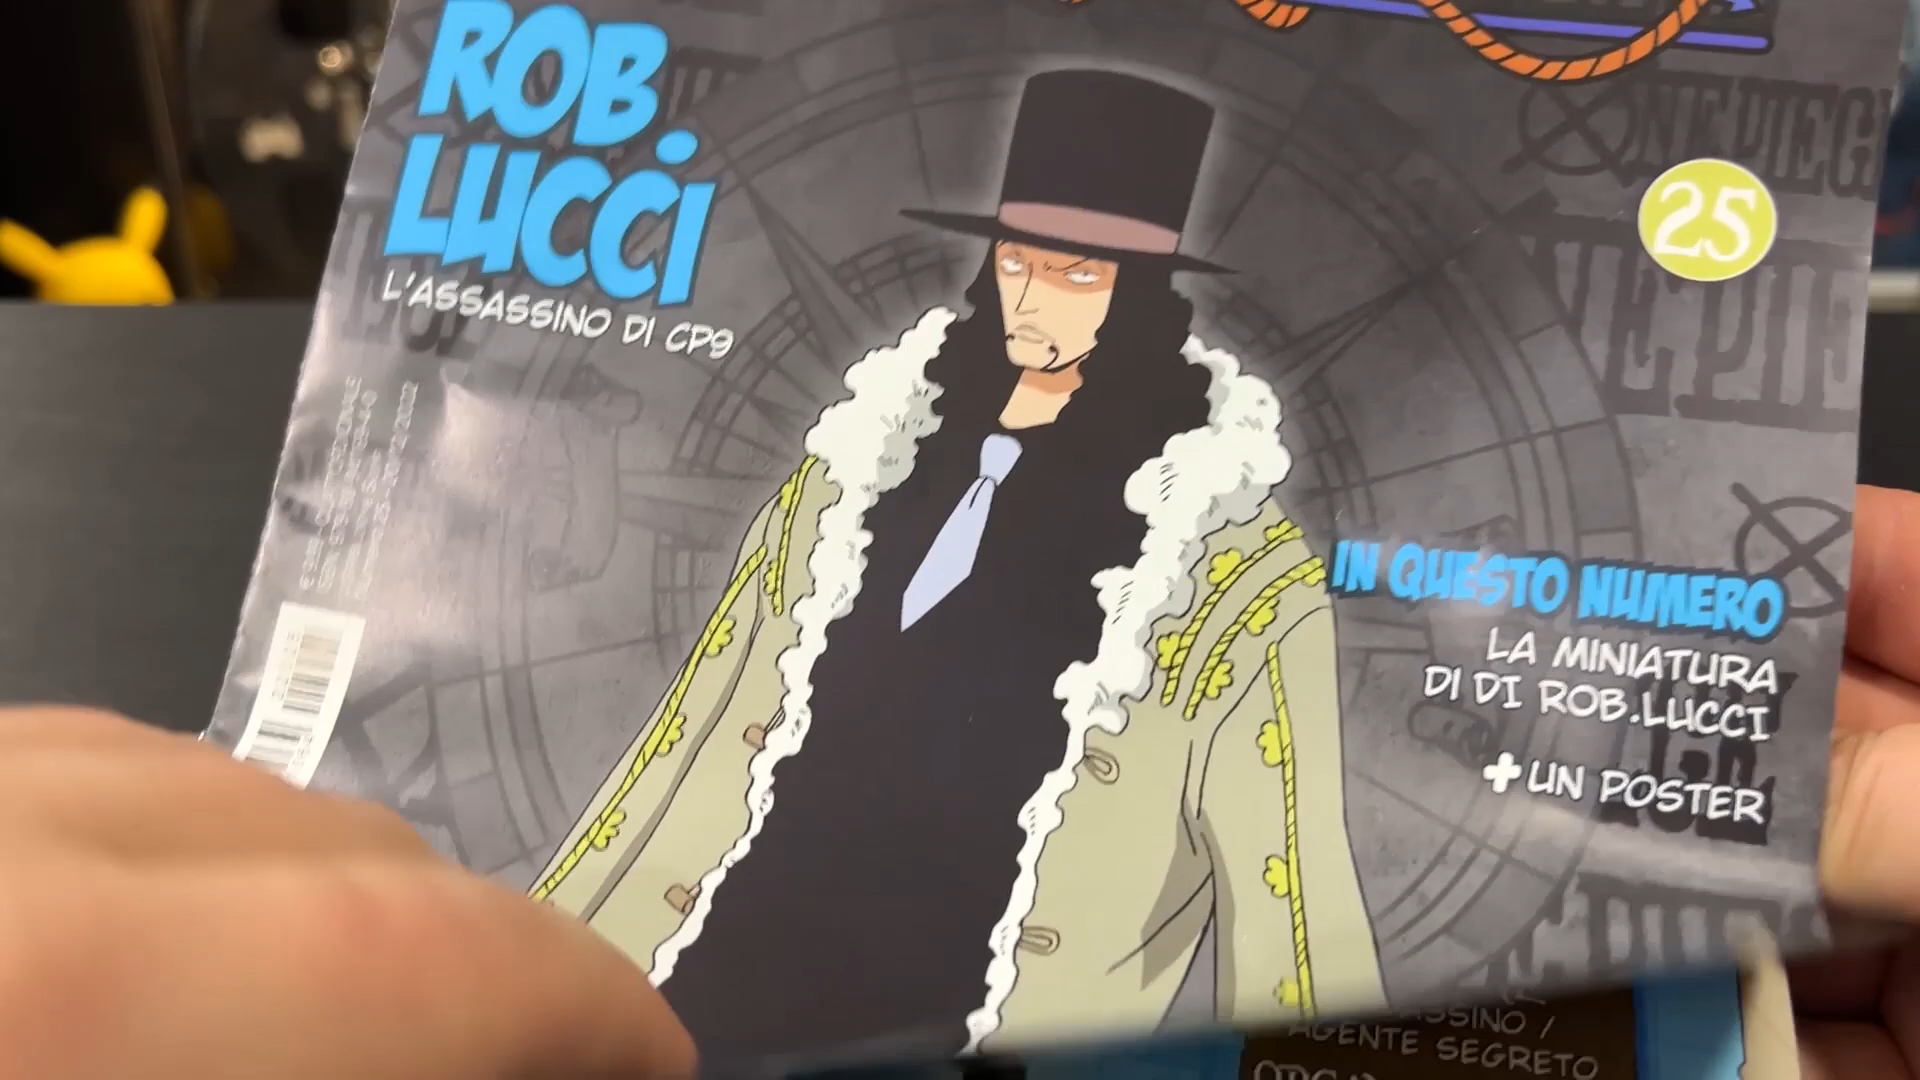 ROB.
LUCCI
L'ASSASSINO DI CP9
25
IN QUESTO NUMERO
LA MINIATURA
DI DI ROB.LUCCI
+ UN POSTER
AGENTE SEGRETO